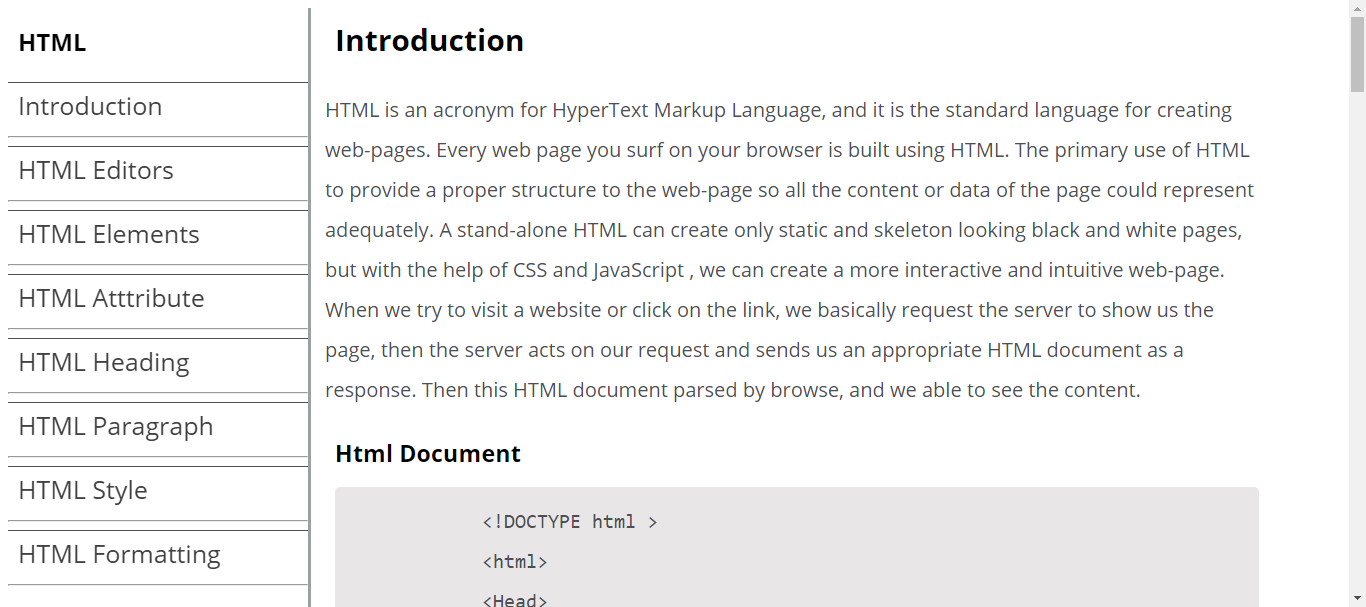 HTML
Introduction
HTML Editors
HTML Elements
HTML Atttribute
HTML Heading
HTML Paragraph
HTML Style
HTML Formatting
Introduction
HTML is an acronym for HyperText Markup Language, and it is the standard language for creating
web-pages. Every web page you surf on your browser is built using HTML. The primary use of HTML
to provide a proper structure to the web-page so all the content or data of the page could represent
adequately. A stand-alone HTML can create only static and skeleton looking black and white pages,
but with the help of CSS and JavaScript , we can create a more interactive and intuitive web-page.
When we try to visit a website or click on the link, we basically request the server to show us the
page, then the server acts on our request and sends us an appropriate HTML document as a
response. Then this HTML document parsed by browse, and we able to see the content.
Html Document
<!DOCTYPE html >
<html>
<Head>